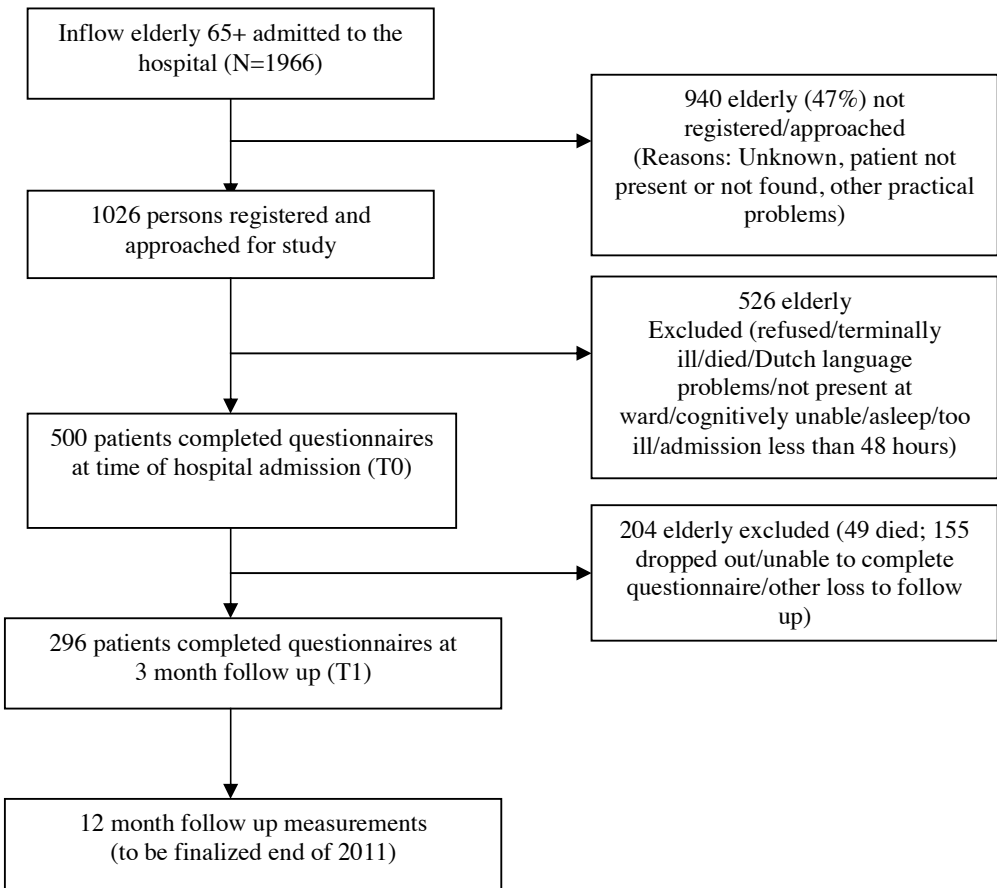 Inflow elderly 65+ admitted to the
hospital (N=1966)
940 elderly (47%) not
registered/approached
(Reasons: Unknown, patient not
present or not found, other practical
problems)
1026 persons registered and
approached for study
526 elderly
Excluded (refused/terminally
ill/died/Dutch language
problems/not present at
ward/cognitively unable/asleep/too
ill/admission less than 48 hours)
500 patients completed questionnaires
at time of hospital admission (T0)
204 elderly excluded (49 died; 155
dropped out/unable to complete
questionnaire/other loss to follow
up)
296 patients completed questionnaires at
3 month follow up (T1)
12 month follow up measurements
(to be finalized end of 2011)